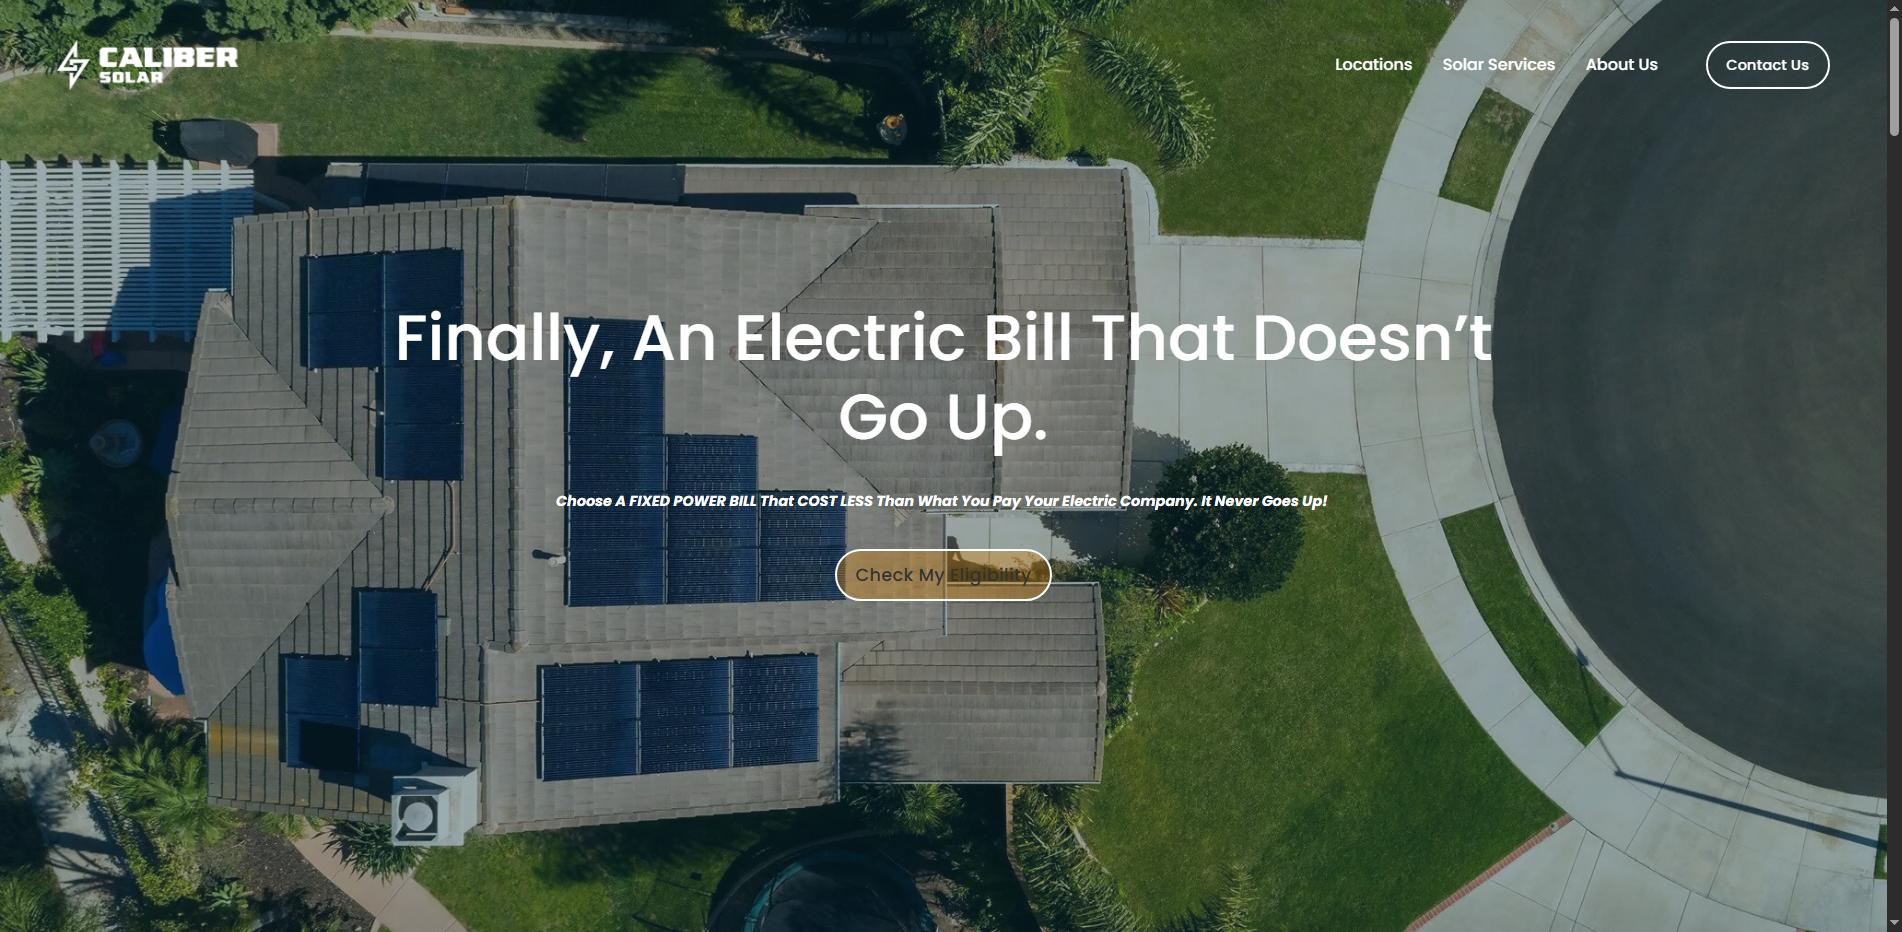 CALIBER
SOLAR
Locations
Solar Services
About Us
Contact Us
Finally, An Electric Bill That Doesn’t
Go Up.
Choose A FIXED POWER BILL That COST LESS Than What You Pay Your Electric Company. It Never Goes Up!
Check My Eligibility